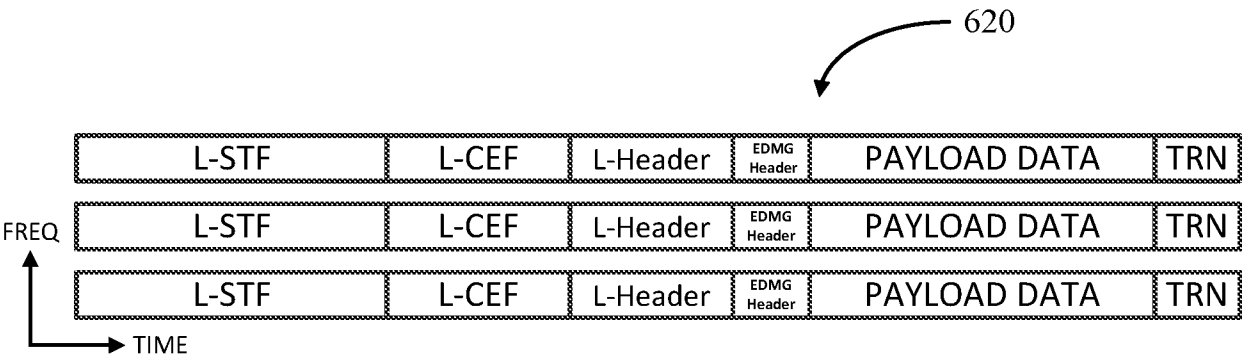 620
L-STF L-CEF L-Header EDMG Header PAYLOAD DATA TRN
L-STF L-CEF L-Header EDMG Header PAYLOAD DATA TRN
FREQ
L-STF L-CEF L-Header EDMG Header PAYLOAD DATA TRN
TIME